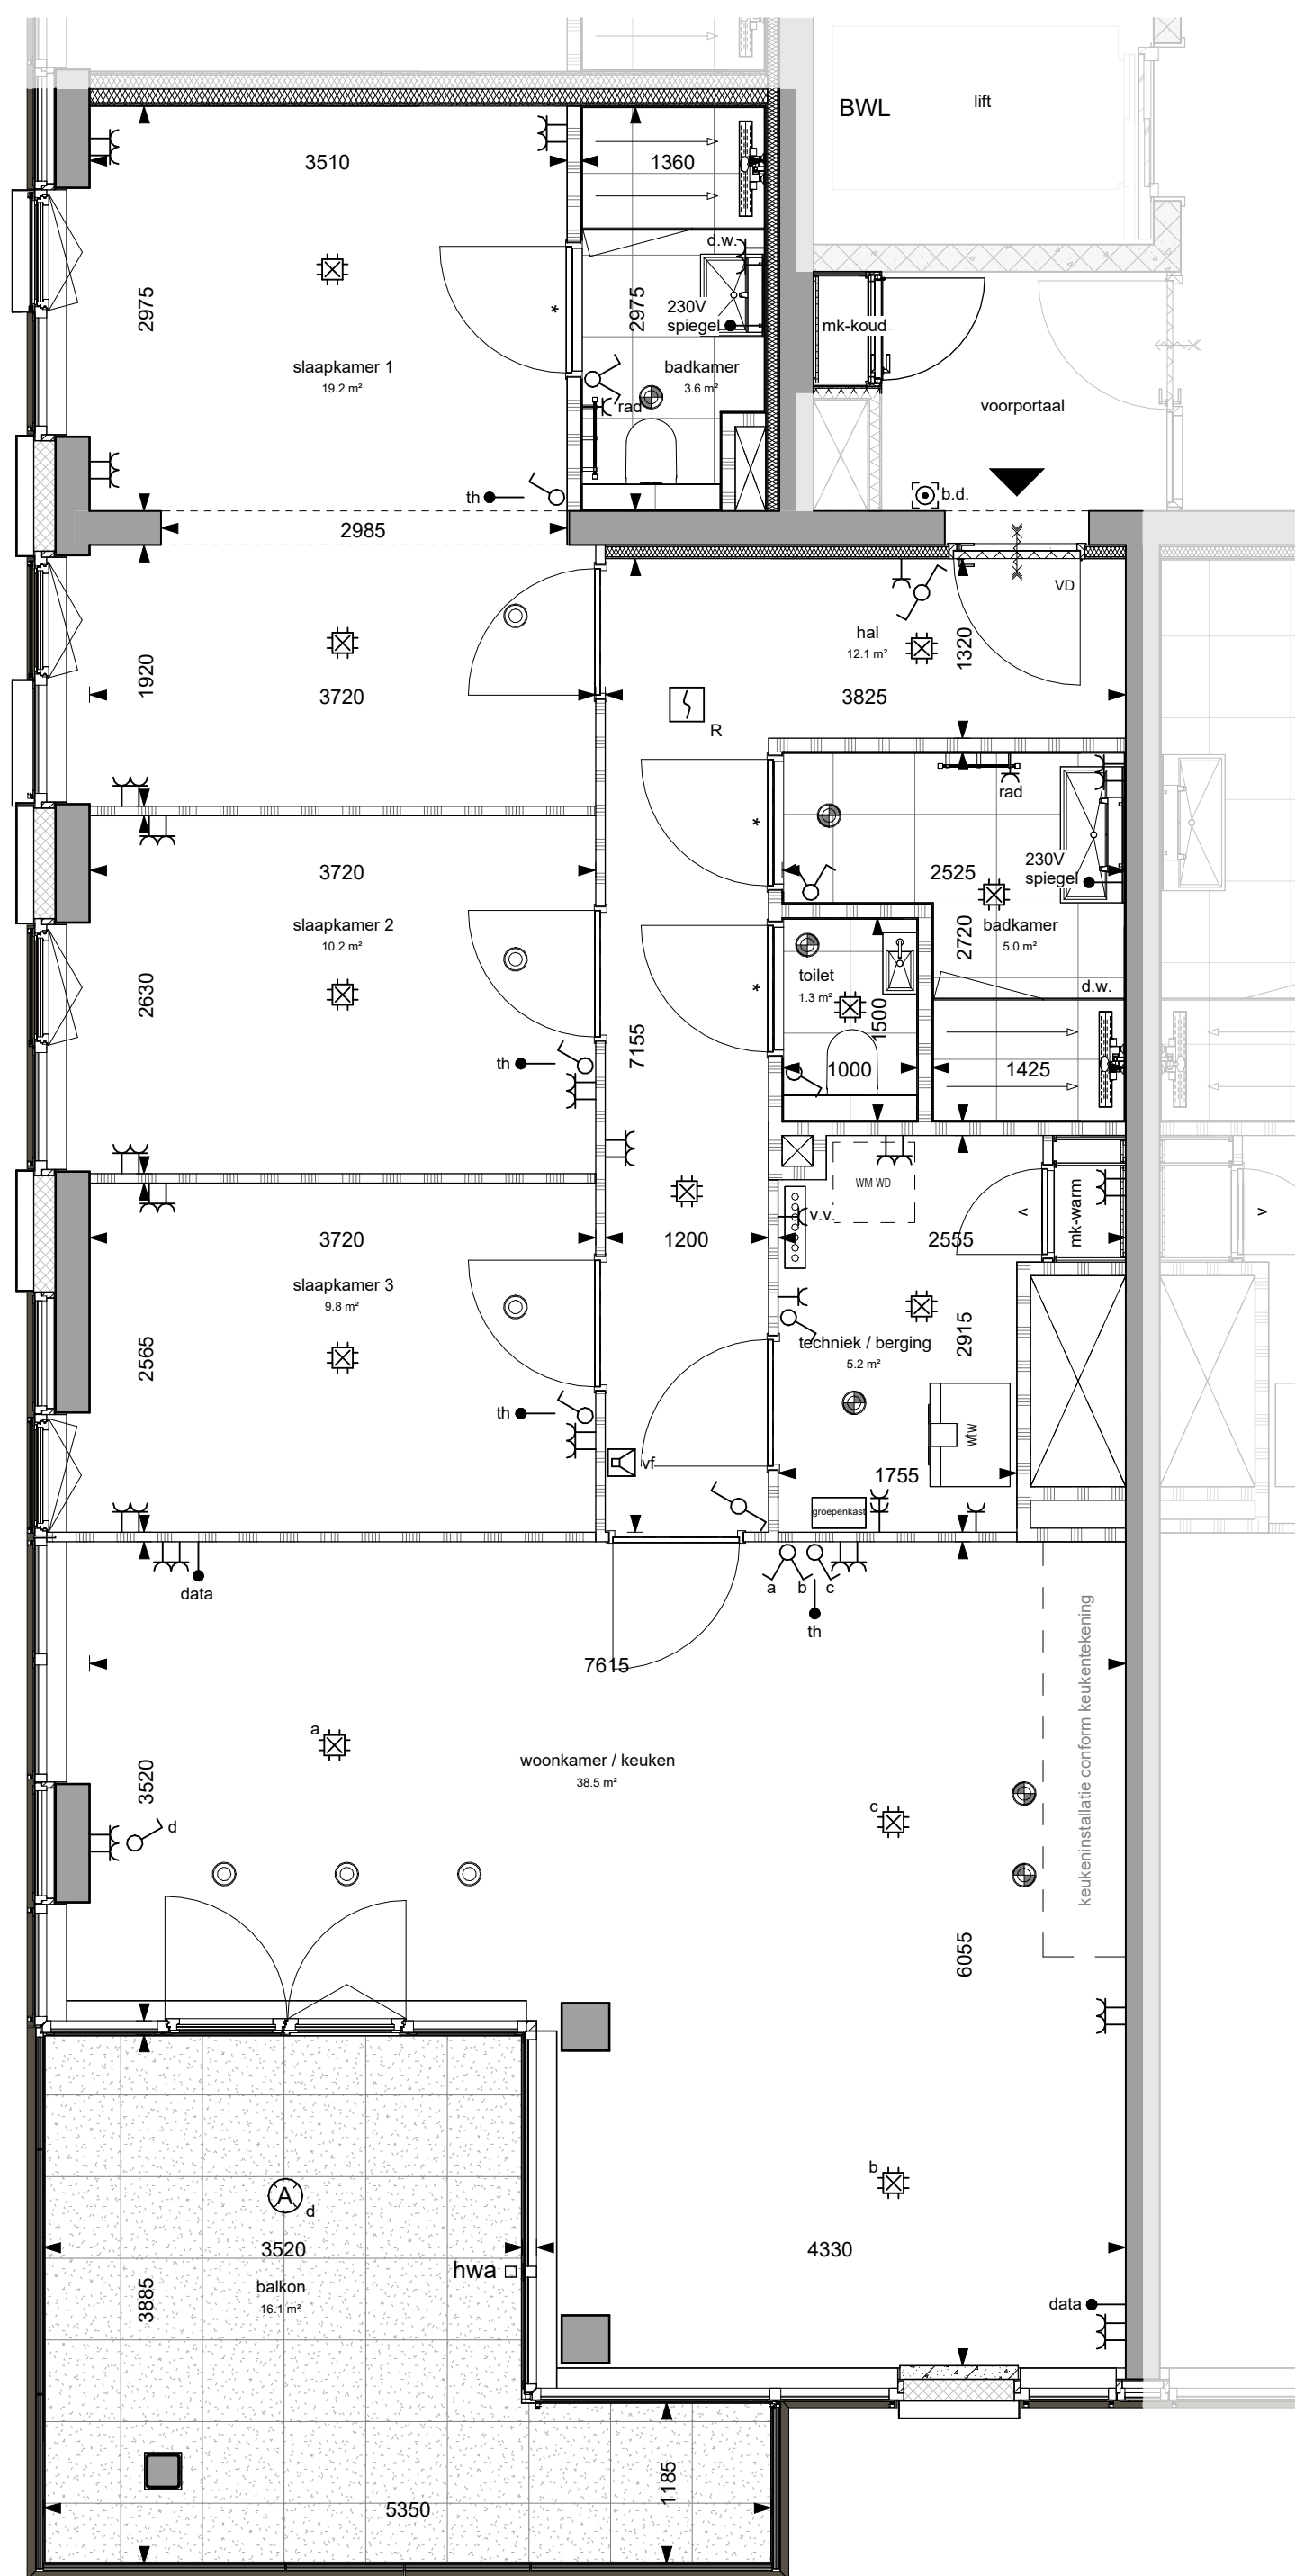 BWL
lift
3510
1360
d.w.
2975
2975
230V
spiegel
mk-koud
slaapkamer 1
19.2 m²
badkamer
3.6 m²
rad
voorportaal
th
b.d.
2985
VD
hal
12.1 m²
1320
1920
3720
3825
R
rad
3720
2525
230V
spiegel
slaapkamer 2
10.2 m²
2720
badkamer
5.0 m²
toilet
1.3 m²
d.w.
2630
1500
7155
th
1000
1425
WM WD
mk-warm
v.v.
3720
1200
2555
slaapkamer 3
9.8 m²
2915
techniek / berging
5.2 m²
2565
th
vf
wtw
1755
groepenkast
data
a
b
c
th
7615
keukeninstallatie conform keukentekening
a
woonkamer / keuken
38.5 m²
3520
c
d
6055
b
A
d
3520
4330
hwa
balkon
16.1 m²
3885
data
1185
5350